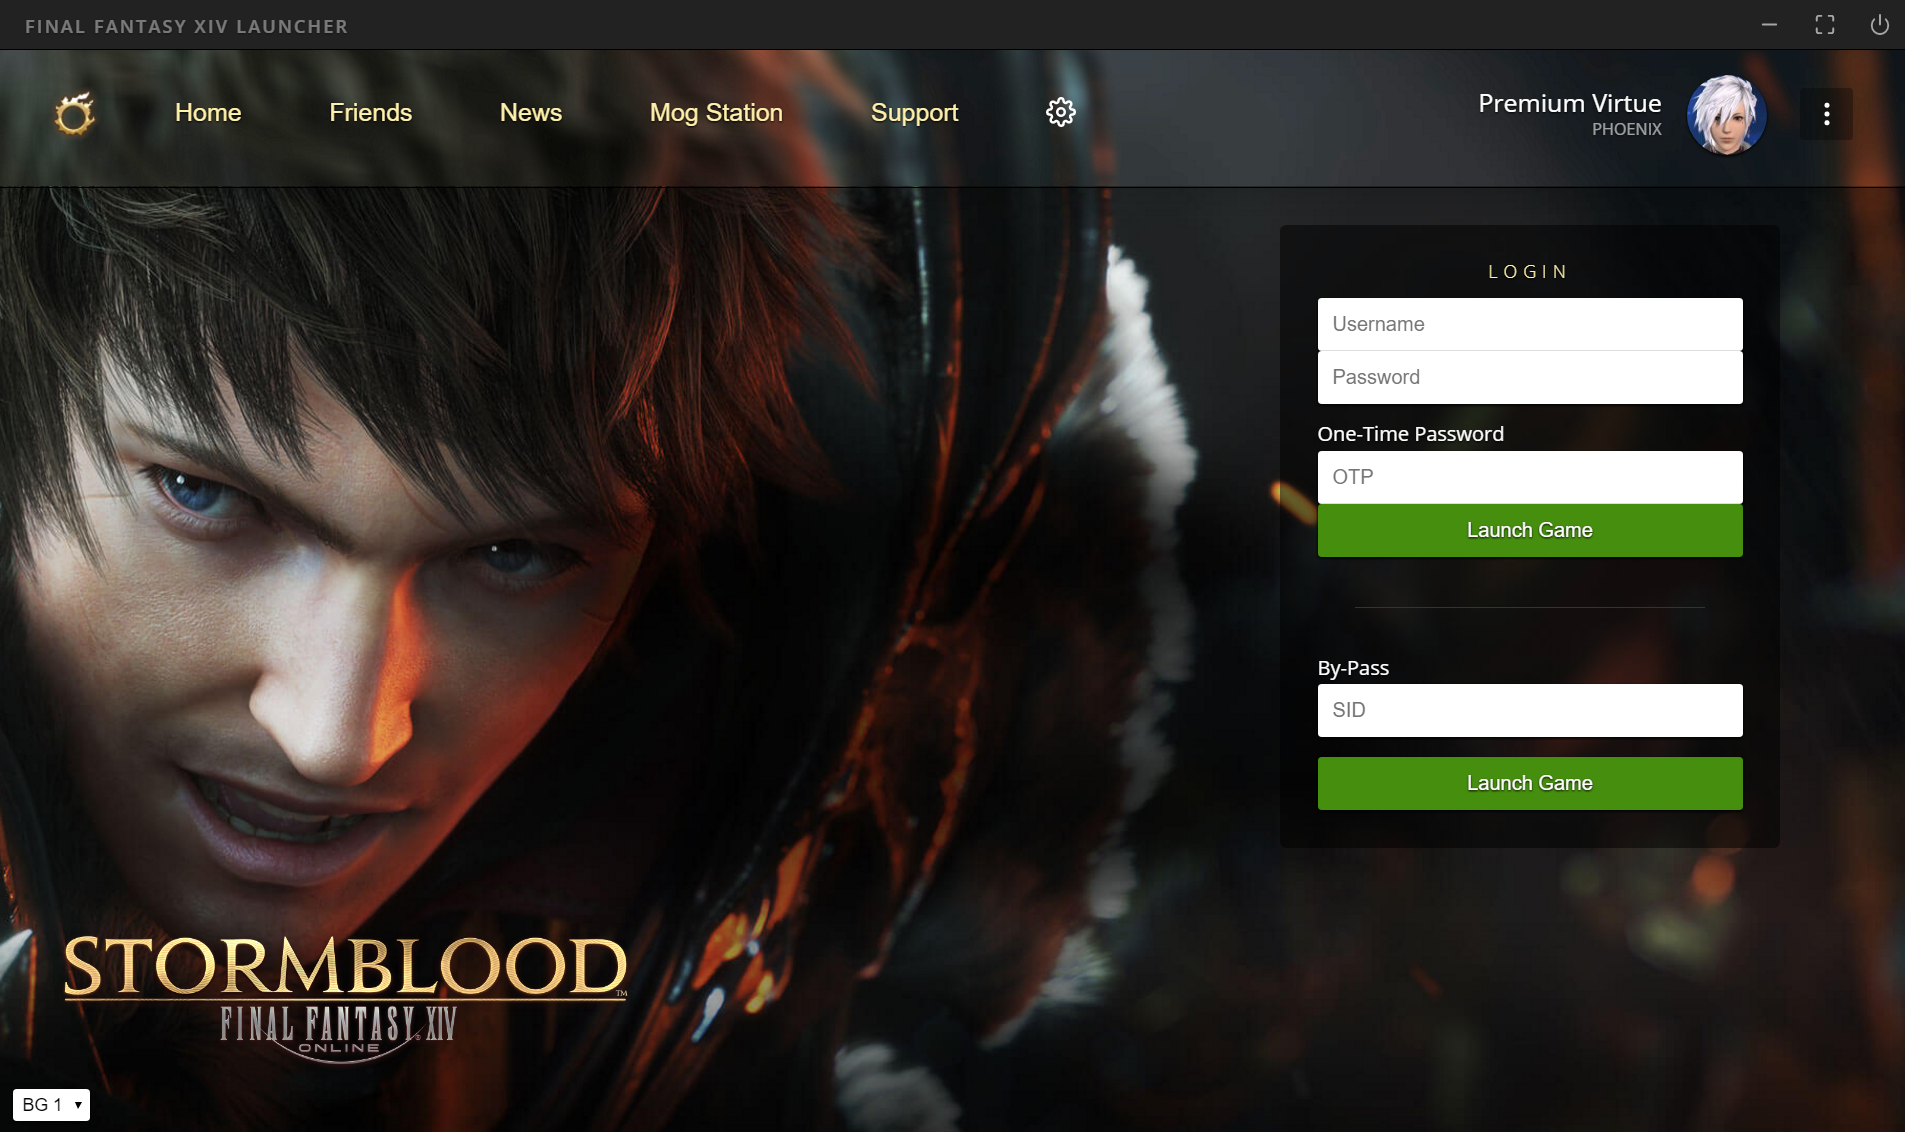 FINAL FANTASY XIV LAUNCHER
Home Friends News Mog Station Support
Premium Virtue
PHOENIX
LOGIN
Username
Password
One-Time Password
OTP
Launch Game
By-Pass
SID
Launch Game
STORMBLOOD™
FINAL FANTASY® XIV
ONLINE
BG 1